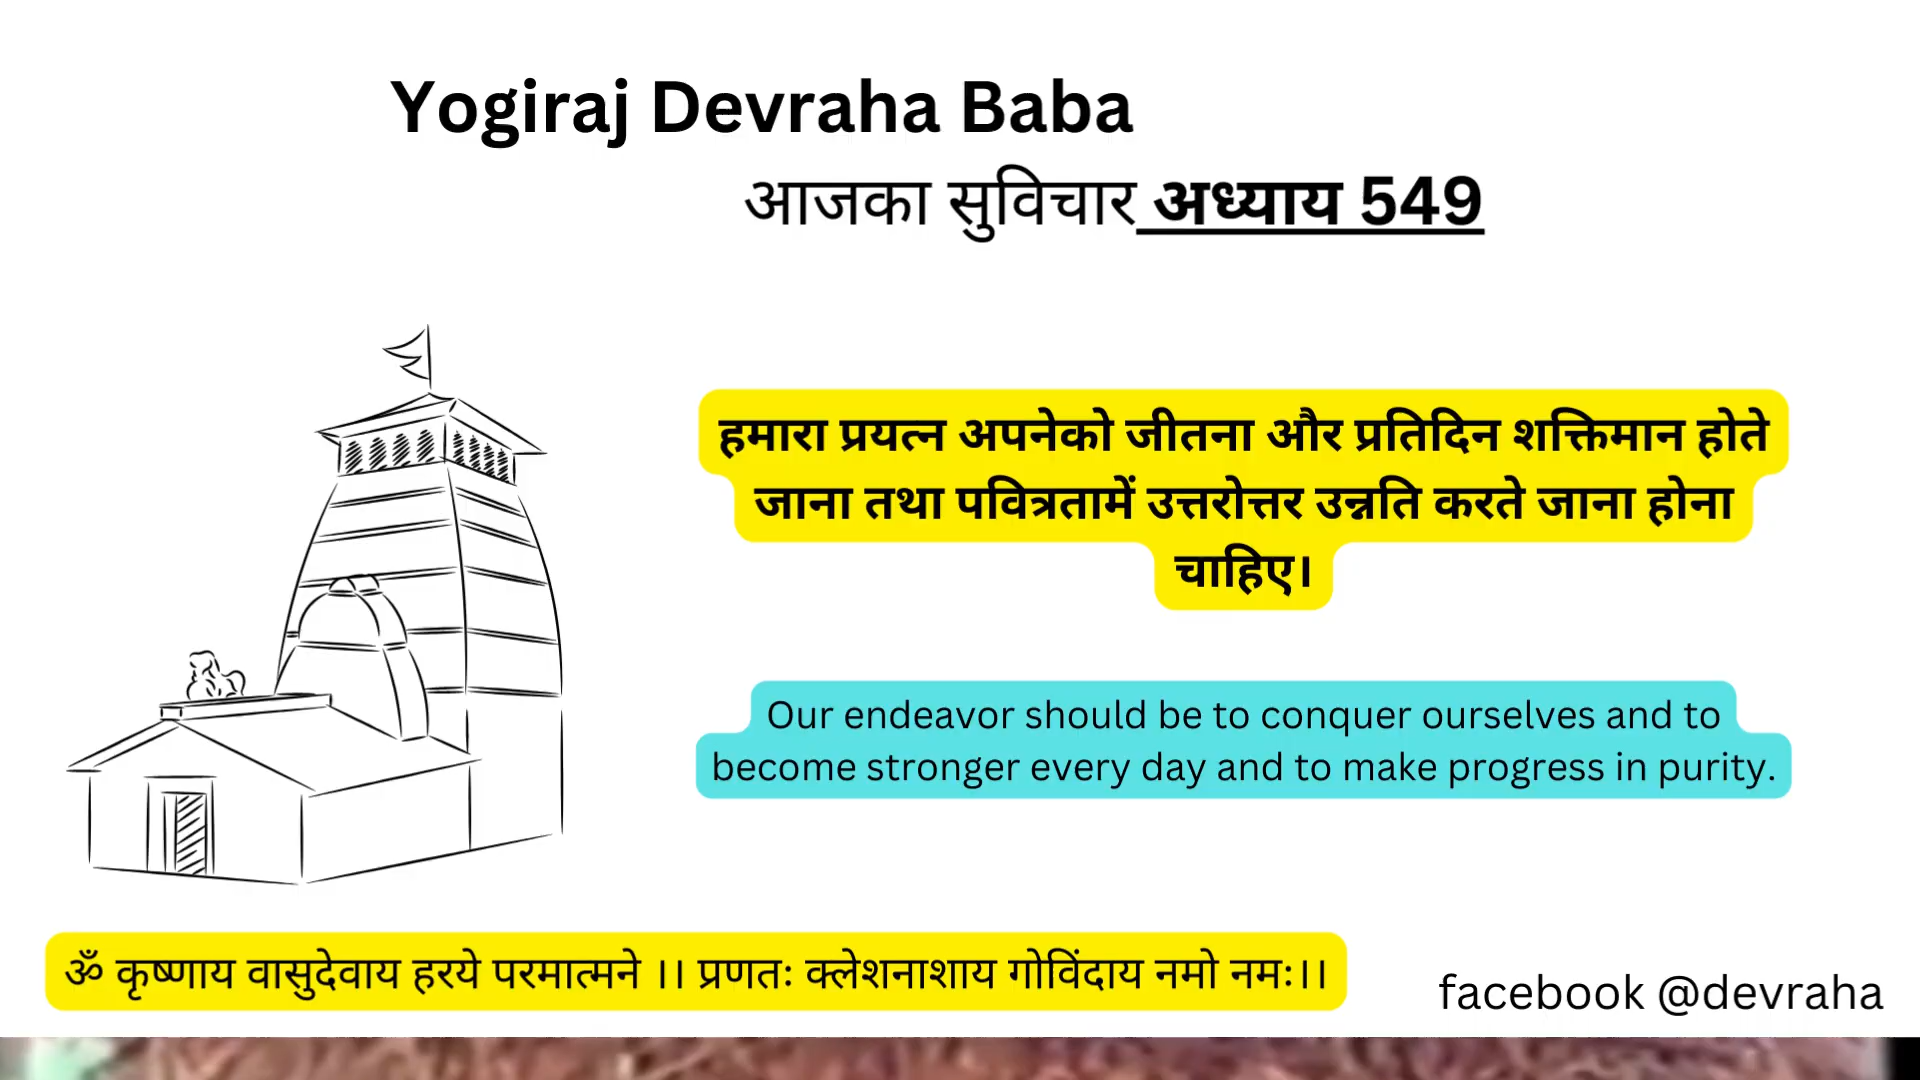 Yogiraj Devraha Baba
आजका सुविचार अध्याय 549
हमारा प्रयत्न अपनेको जीतना और प्रतिदिन शक्तिमान होते
जाना तथा पवित्रतामें उत्तरोत्तर उन्नति करते जाना होना
चाहिए।
Our endeavor should be to conquer ourselves and to
become stronger every day and to make progress in purity.
ॐ कृष्णाय वासुदेवाय हरये परमात्मने ।। प्रणतः क्लेशनाशाय गोविंदाय नमो नमः।।
facebook @devraha